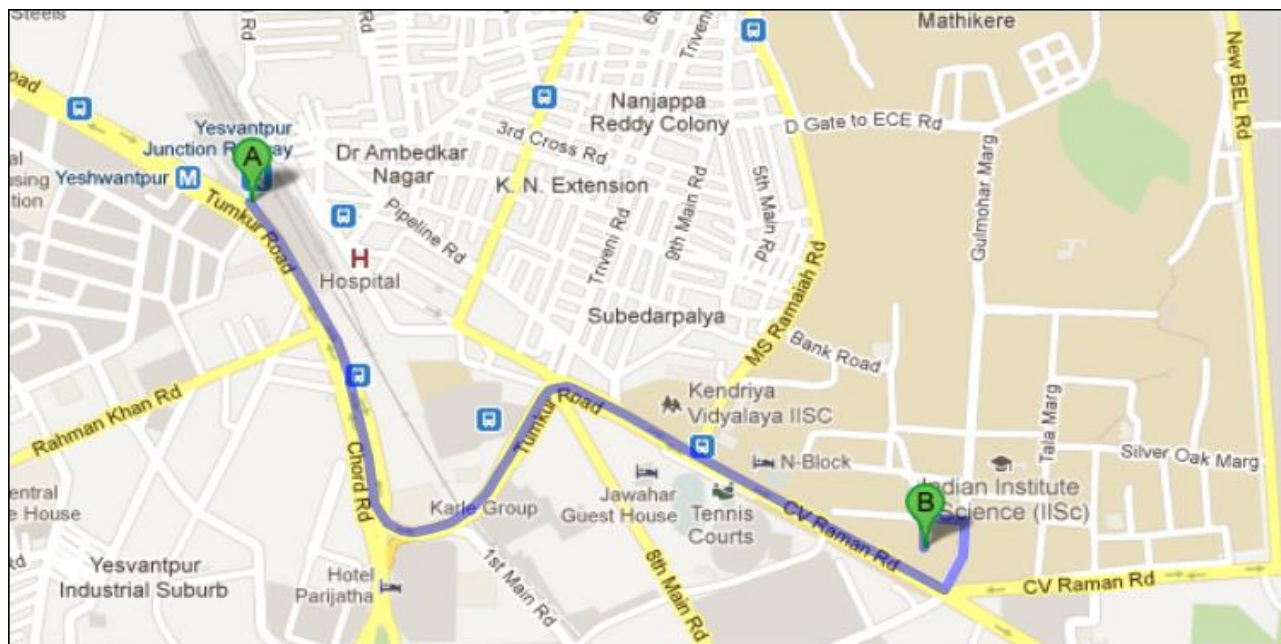 Steels
Mathikere
New BEL Rd
Road
Yesvantpur
Junction R way
A
Nanjappa
Reddy Colony
D Gate to ECE Rd
3rd Cross Rd
Dr Ambedkar
Nagar
Yeshwantpur
M
K. N. Extension
5th Main Rd
9th Main Rd
Triveni Rd
Triveni
Gulmohar Marg
Tumkur Road
Pipeline Rd
H
Hospital
Subedarpalya
MS Ramaiah Rd
Bank Road
Rahman Khan Rd
Kendriya
Vidyalaya IISC
Tumkur Road
Tala Marg
Silver Oak Marg
N-Block
Chord Rd
Karle Group
Jawahar
Guest House
Tennis
Courts
B
Indian Institute
Science (IISc)
CV Raman Rd
CV Raman Rd
Yesvantpur
Industrial Suburb
Hotel
Parijatha
1st Main Rd
8th Main Rd
entral
e House